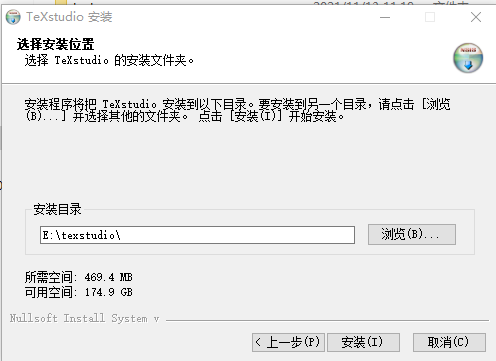 TeXstudio 安装
选择安装位置
选择 TeXstudio 的安装文件夹。
安装程序将把 TeXstudio 安装到以下目录。要安装到另一个目录，请点击 [浏览
(B)...] 并选择其他的文件夹。 点击 [安装(I)] 开始安装。
安装目录
E:\texstudio\
浏览(B)...
所需空间: 469.4 MB
可用空间: 174.9 GB
Nullsoft Install System v
< 上一步(P)
安装(I)
取消(C)